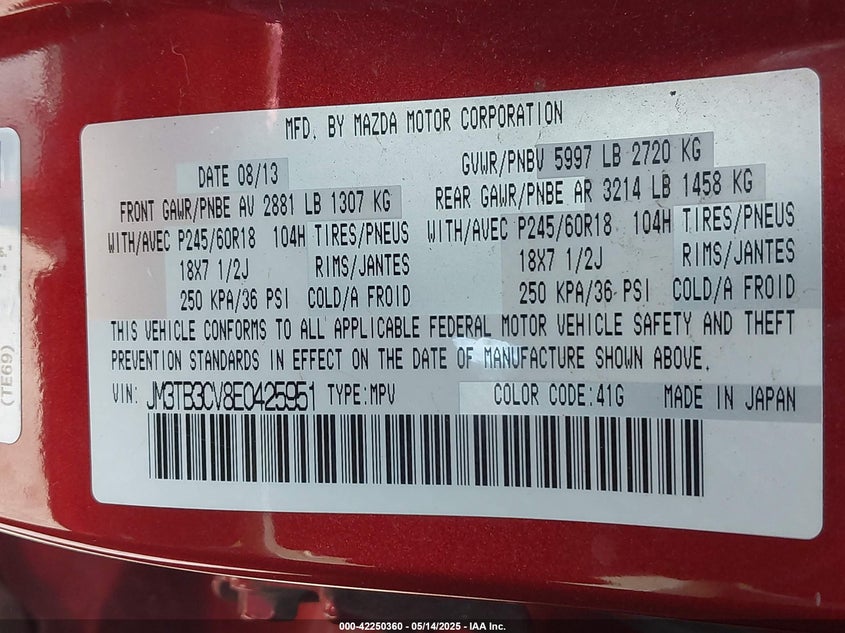 MFD. BY MAZDA MOTOR CORPORATION
DATE 08/13 GVWR/PNBV 5997 LB 2720 KG
FRONT GAWR/PNBE AV 2881 LB 1307 KG REAR GAWR/PNBE AR 3214 LB 1458 KG
WITH/AVEC P245/60R18 104H TIRES/PNEUS WITH/AVEC P245/60R18 104H TIRES/PNEUS
18X7 1/2J RIMS/JANTES 18X7 1/2J RIMS/JANTES
250 KPA/36 PSI COLD/A FROID 250 KPA/36 PSI COLD/A FROID
THIS VEHICLE CONFORMS TO ALL APPLICABLE FEDERAL MOTOR VEHICLE SAFETY AND THEFT
PREVENTION STANDARDS IN EFFECT ON THE DATE OF MANUFACTURE SHOWN ABOVE.
VIN: JM3TB3CV8E0425951 TYPE:MPV COLOR CODE:41G MADE IN JAPAN
(TE69)
000-42250360 - 05/14/2025 - IAA Inc.